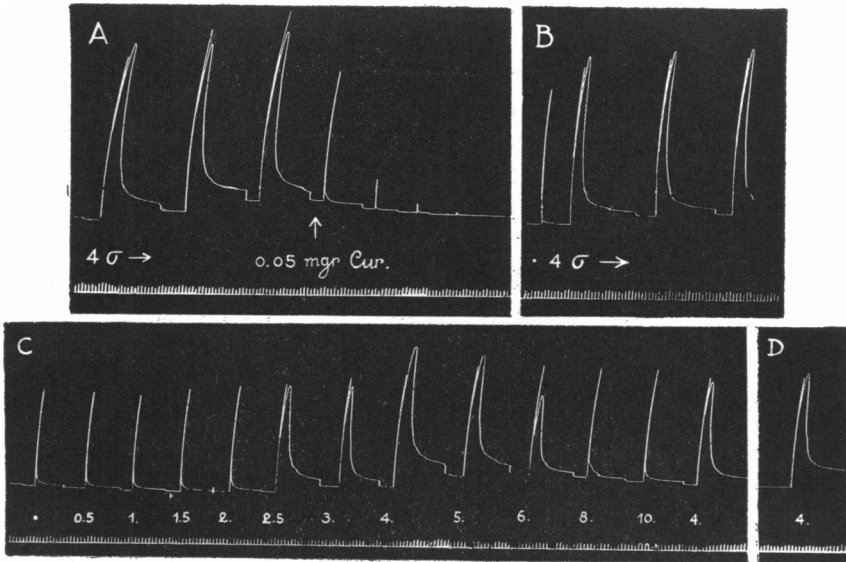 A
4 σ →
0.05 mgr Cur.
B
· 4 σ →
C
· 0.5 1. 1.5 2. 2.5 3. 4. 5. 6. 8. 10. 4.
D
4.